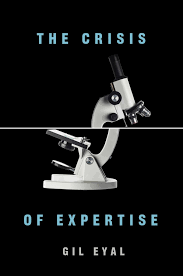 THE CRISIS
OF EXPERTISE
GIL EYAL